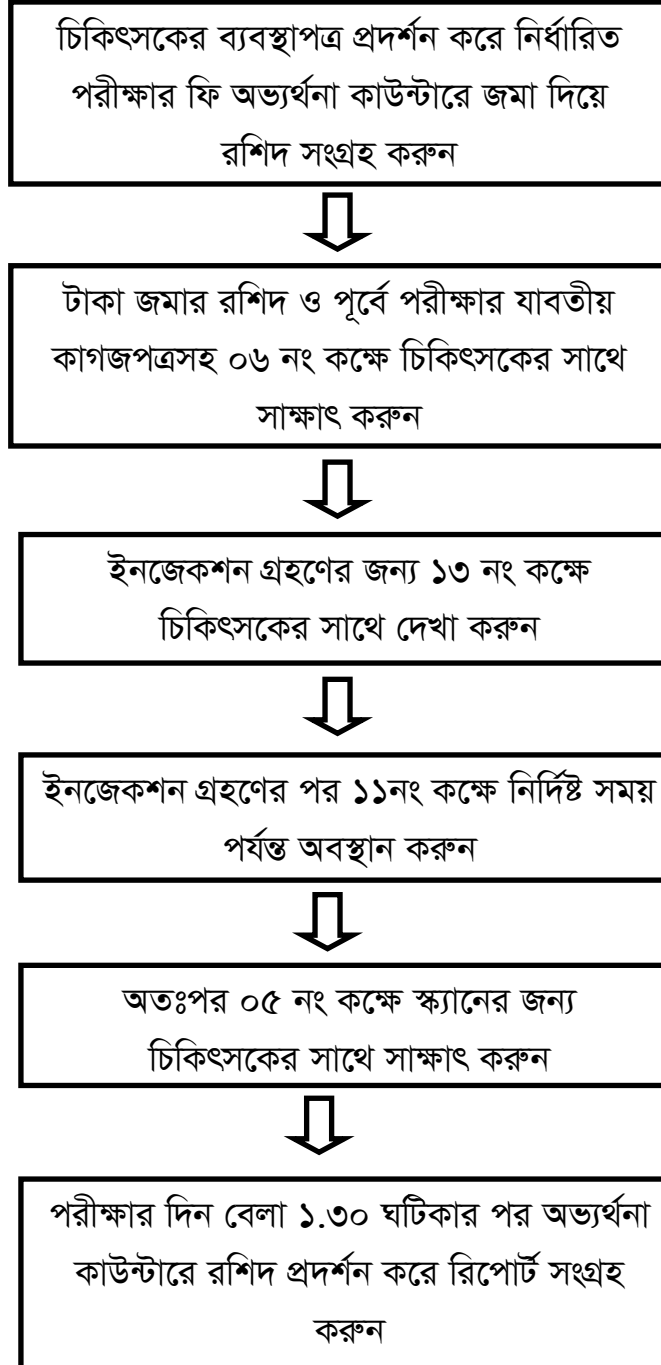 চিকিৎসকের ব্যবস্থাপত্র প্রদর্শন করে নির্ধারিত
পরীক্ষার ফি অভ্যর্থনা কাউন্টারে জমা দিয়ে
রশিদ সংগ্রহ করুন
টাকা জমার রশিদ ও পূর্বে পরীক্ষার যাবতীয়
কাগজপত্রসহ ০৬ নং কক্ষে চিকিৎসকের সাথে
সাক্ষাৎ করুন
ইনজেকশন গ্রহণের জন্য ১৩ নং কক্ষে
চিকিৎসকের সাথে দেখা করুন
ইনজেকশন গ্রহণের পর ১১নং কক্ষে নির্দিষ্ট সময়
পর্যন্ত অবস্থান করুন
অতঃপর ০৫ নং কক্ষে স্ক্যানের জন্য
চিকিৎসকের সাথে সাক্ষাৎ করুন
পরীক্ষার দিন বেলা ১.৩০ ঘটিকার পর অভ্যর্থনা
কাউন্টারে রশিদ প্রদর্শন করে রিপোর্ট সংগ্রহ
করুন